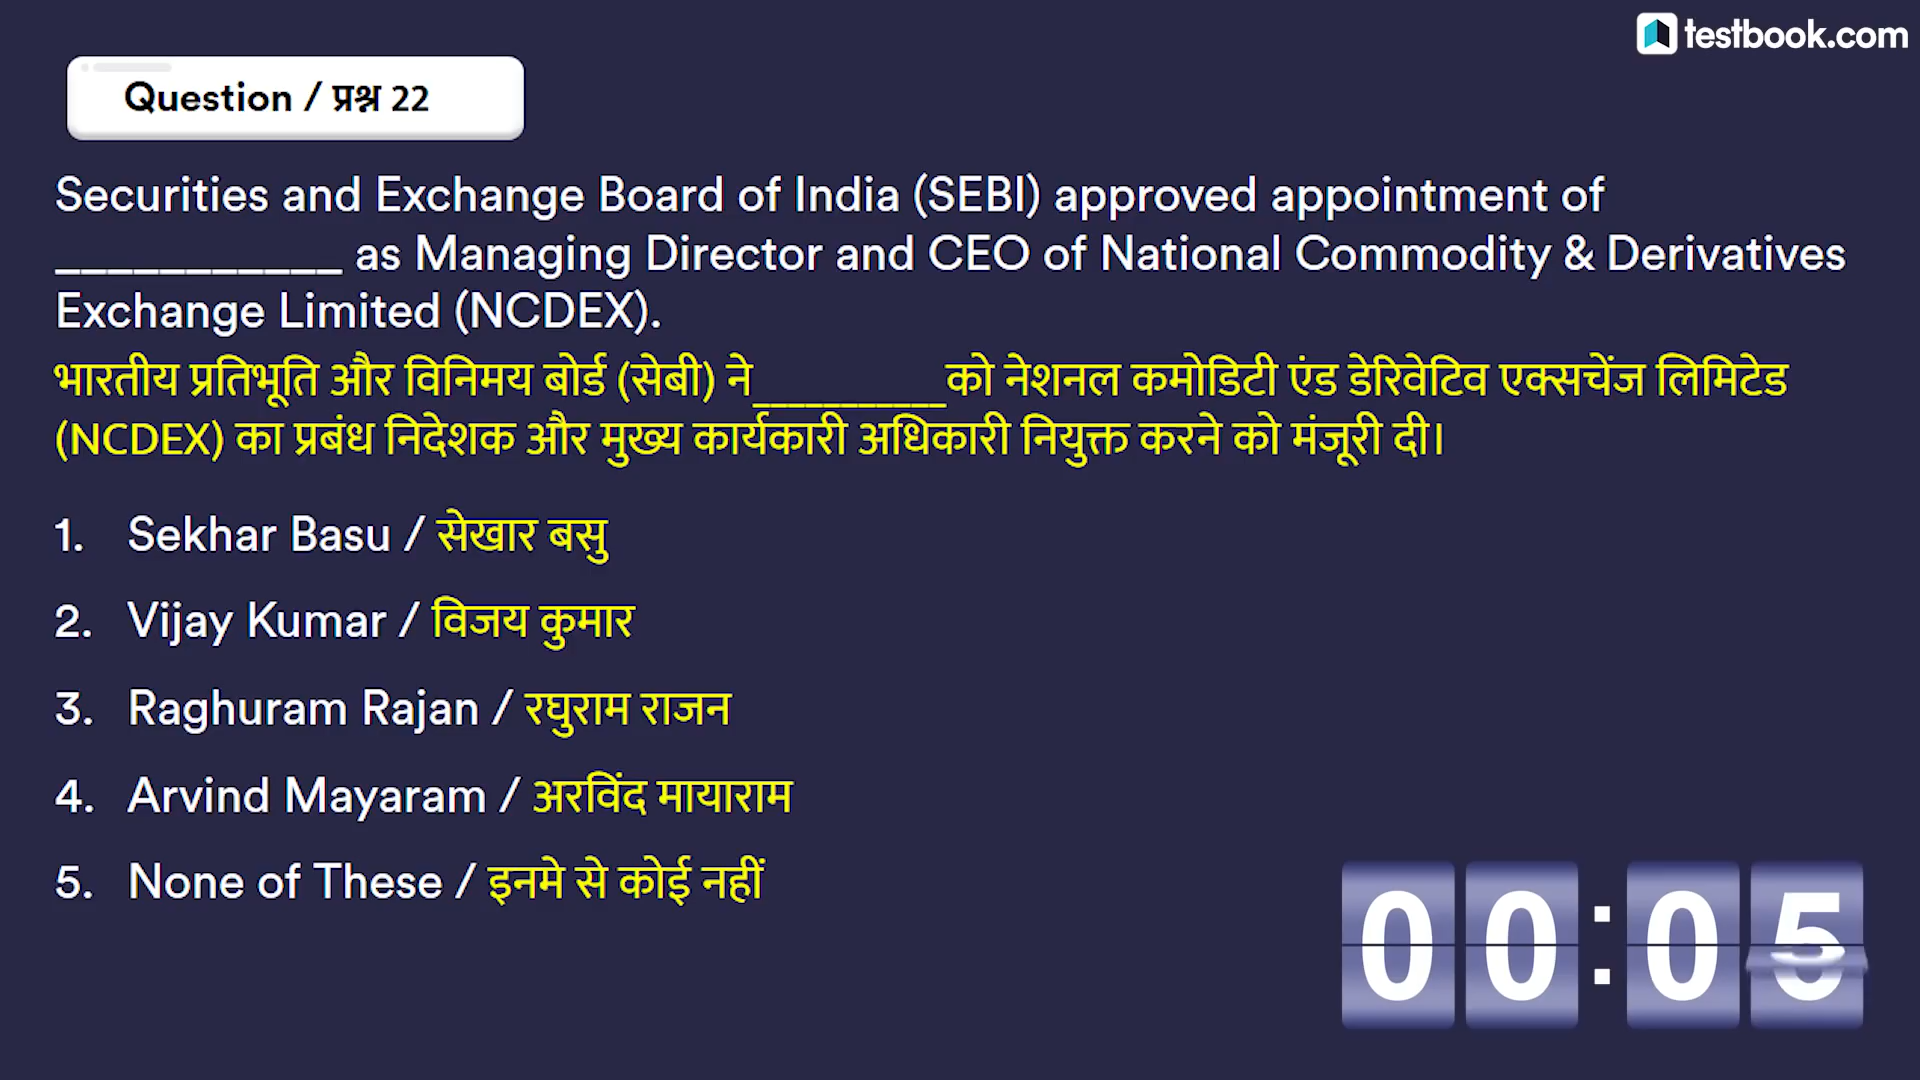 testbook.com
Question / प्रश्न 22
Securities and Exchange Board of India (SEBI) approved appointment of
___________ as Managing Director and CEO of National Commodity & Derivatives
Exchange Limited (NCDEX).
भारतीय प्रतिभूति और विनिमय बोर्ड (सेबी) ने___________को नेशनल कमोडिटी एंड डेरिवेटिव एक्सचेंज लिमिटेड
(NCDEX) का प्रबंध निदेशक और मुख्य कार्यकारी अधिकारी नियुक्त करने को मंजूरी दी।
1. Sekhar Basu / सेखार बसु
2. Vijay Kumar / विजय कुमार
3. Raghuram Rajan / रघुराम राजन
4. Arvind Mayaram / अरविंद मायाराम
5. None of These / इनमे से कोई नहीं
00:05